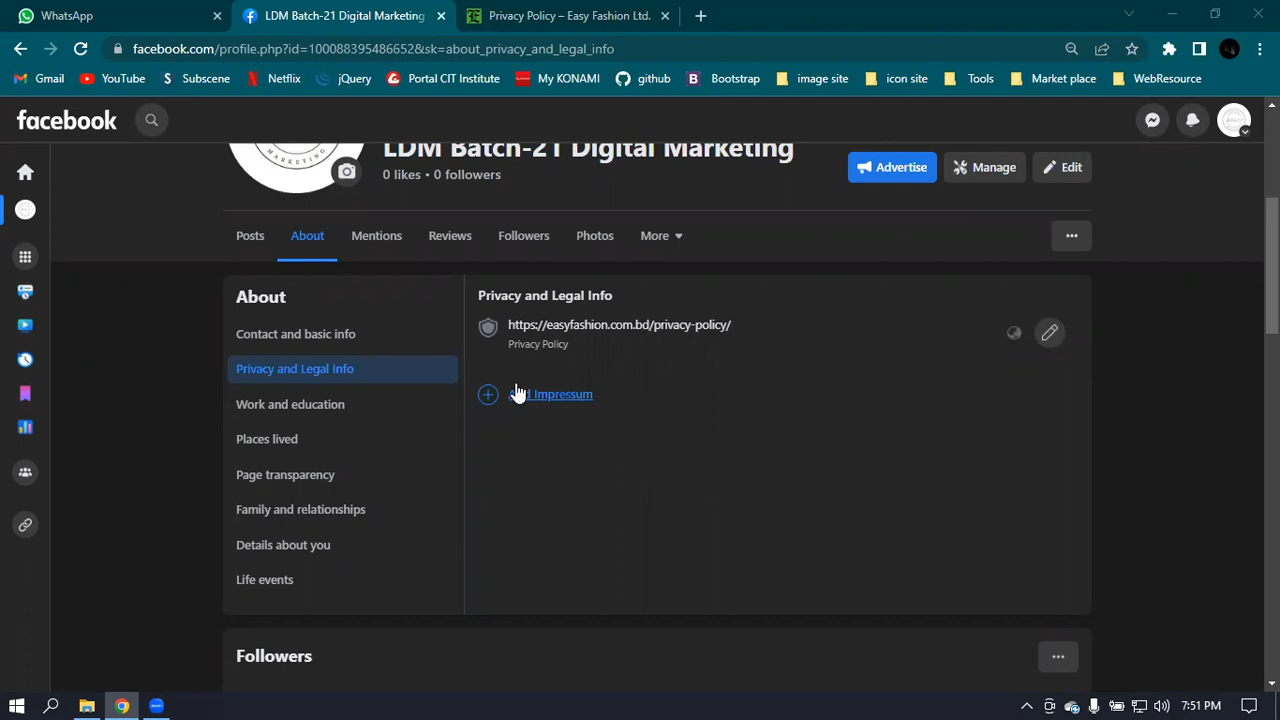 WhatsApp
LDM Batch-21 Digital Marketing
Privacy Policy – Easy Fashion Ltd.
facebook.com/profile.php?id=100088395486652&sk=about_privacy_and_legal_info
Gmail
YouTube
Subscene
Netflix
jQuery
Portal CIT Institute
My KONAMI
github
Bootstrap
image site
icon site
Tools
Market place
WebResource
facebook
MARKETING
LDM Batch-21 Digital Marketing
0 likes • 0 followers
Advertise
Manage
Edit
Posts
About
Mentions
Reviews
Followers
Photos
More
About
Contact and basic info
Privacy and Legal Info
Work and education
Places lived
Page transparency
Family and relationships
Details about you
Life events
Privacy and Legal Info
https://easyfashion.com.bd/privacy-policy/
Privacy Policy
Impressum
Followers
7:51 PM